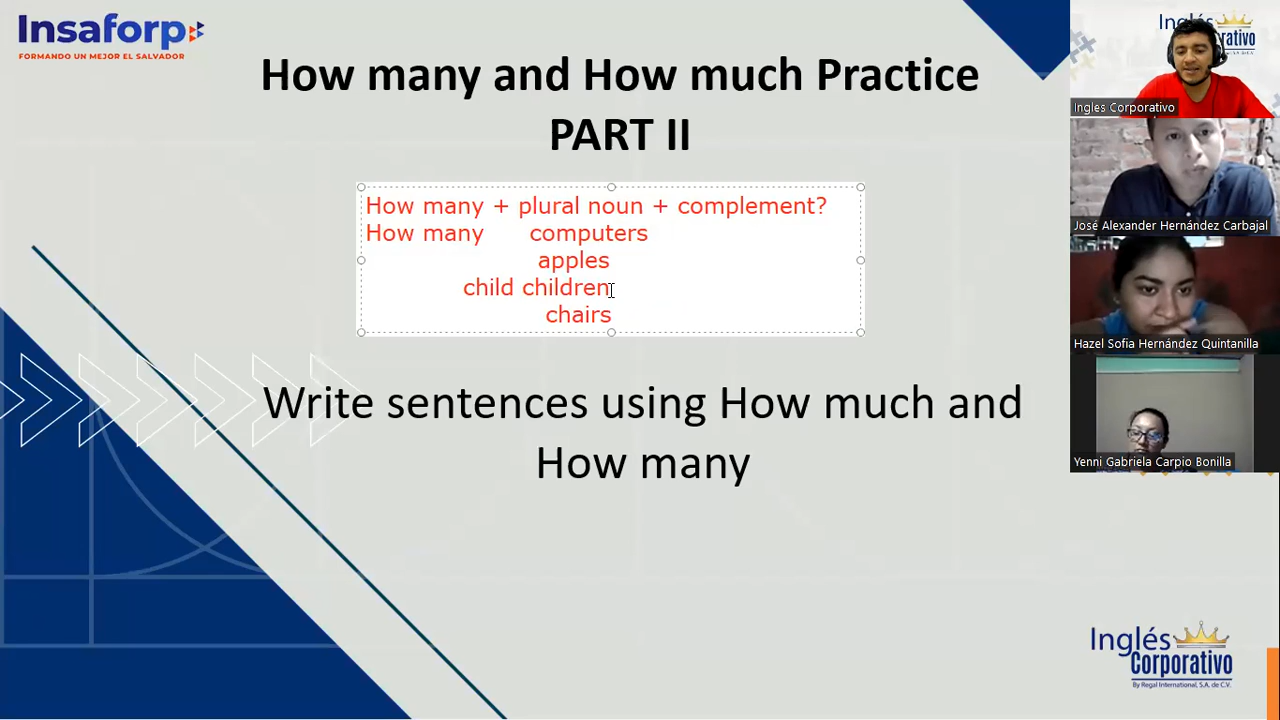 Insaforp
FORMANDO UN MEJOR EL SALVADOR
How many and How much Practice
PART II
How many + plural noun + complement?
How many computers
apples
child children
chairs
Write sentences using How much and
How many
Inglés
Corporativo
By Regal International, S.A. de C.V.
Ingles Corporativo
José Alexander Hernández Carbajal
Hazel Sofia Hernández Quintanilla
Yenni Gabriela Carpio Bonilla